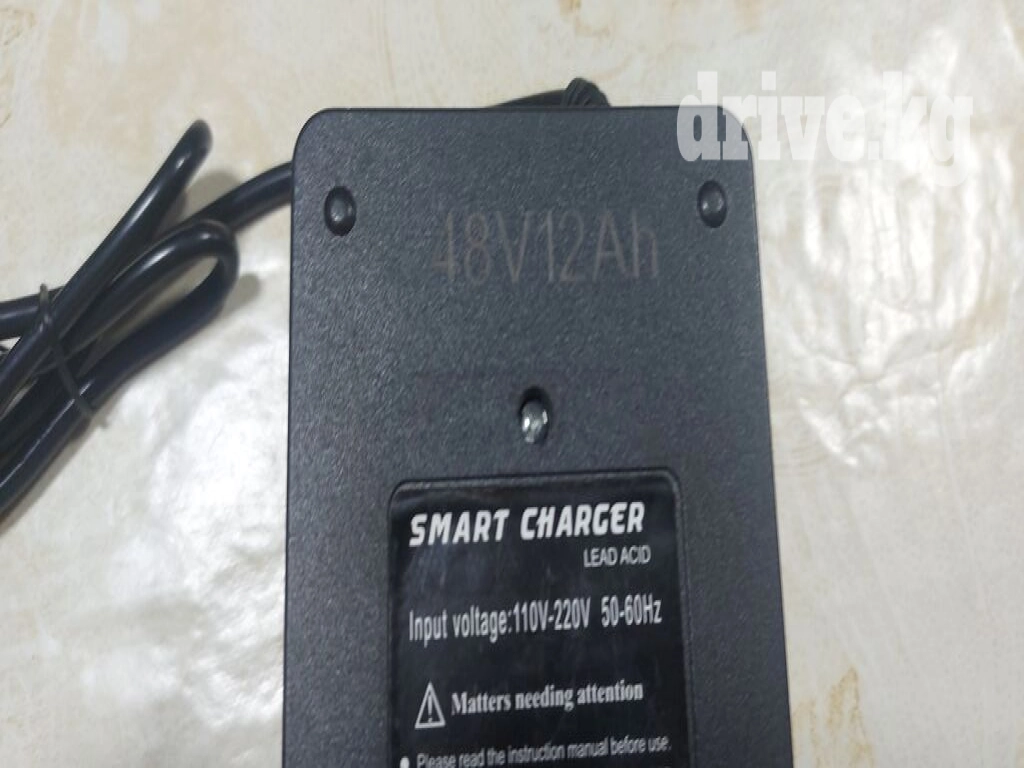 drive.kg
48V12Ah
SMART CHARGER
LEAD ACID
Input voltage:110V-220V 50-60Hz
Matters needing attention
Please read the instruction manual before use.